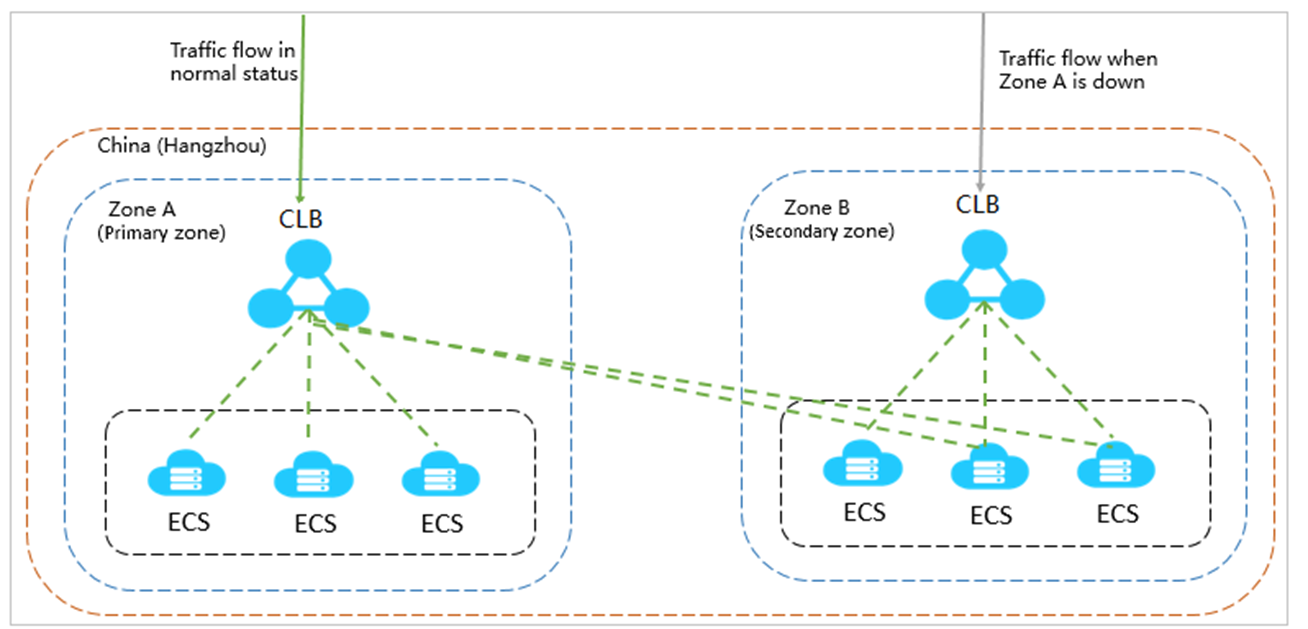 Traffic flow in
normal status
Traffic flow when
Zone A is down
China (Hangzhou)
Zone A
(Primary zone)
CLB
Zone B
(Secondary zone)
CLB
ECS
ECS
ECS
ECS
ECS
ECS